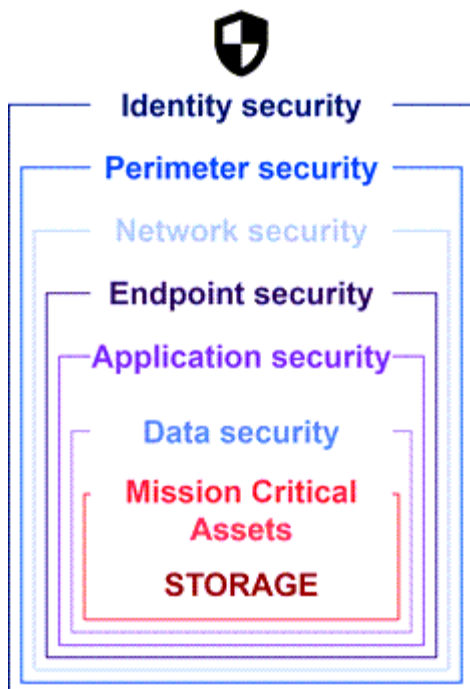 Identity security
Perimeter security
Network security
Endpoint security
Application security
Data security
Mission Critical
Assets
STORAGE